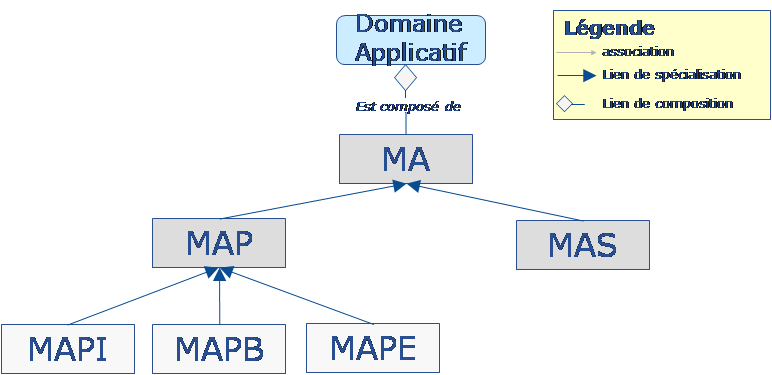 Domaine
Applicatif
Légende
association
Lien de spécialisation
Lien de composition
Est composé de
MA
MAP
MAS
MAPI
MAPB
MAPE